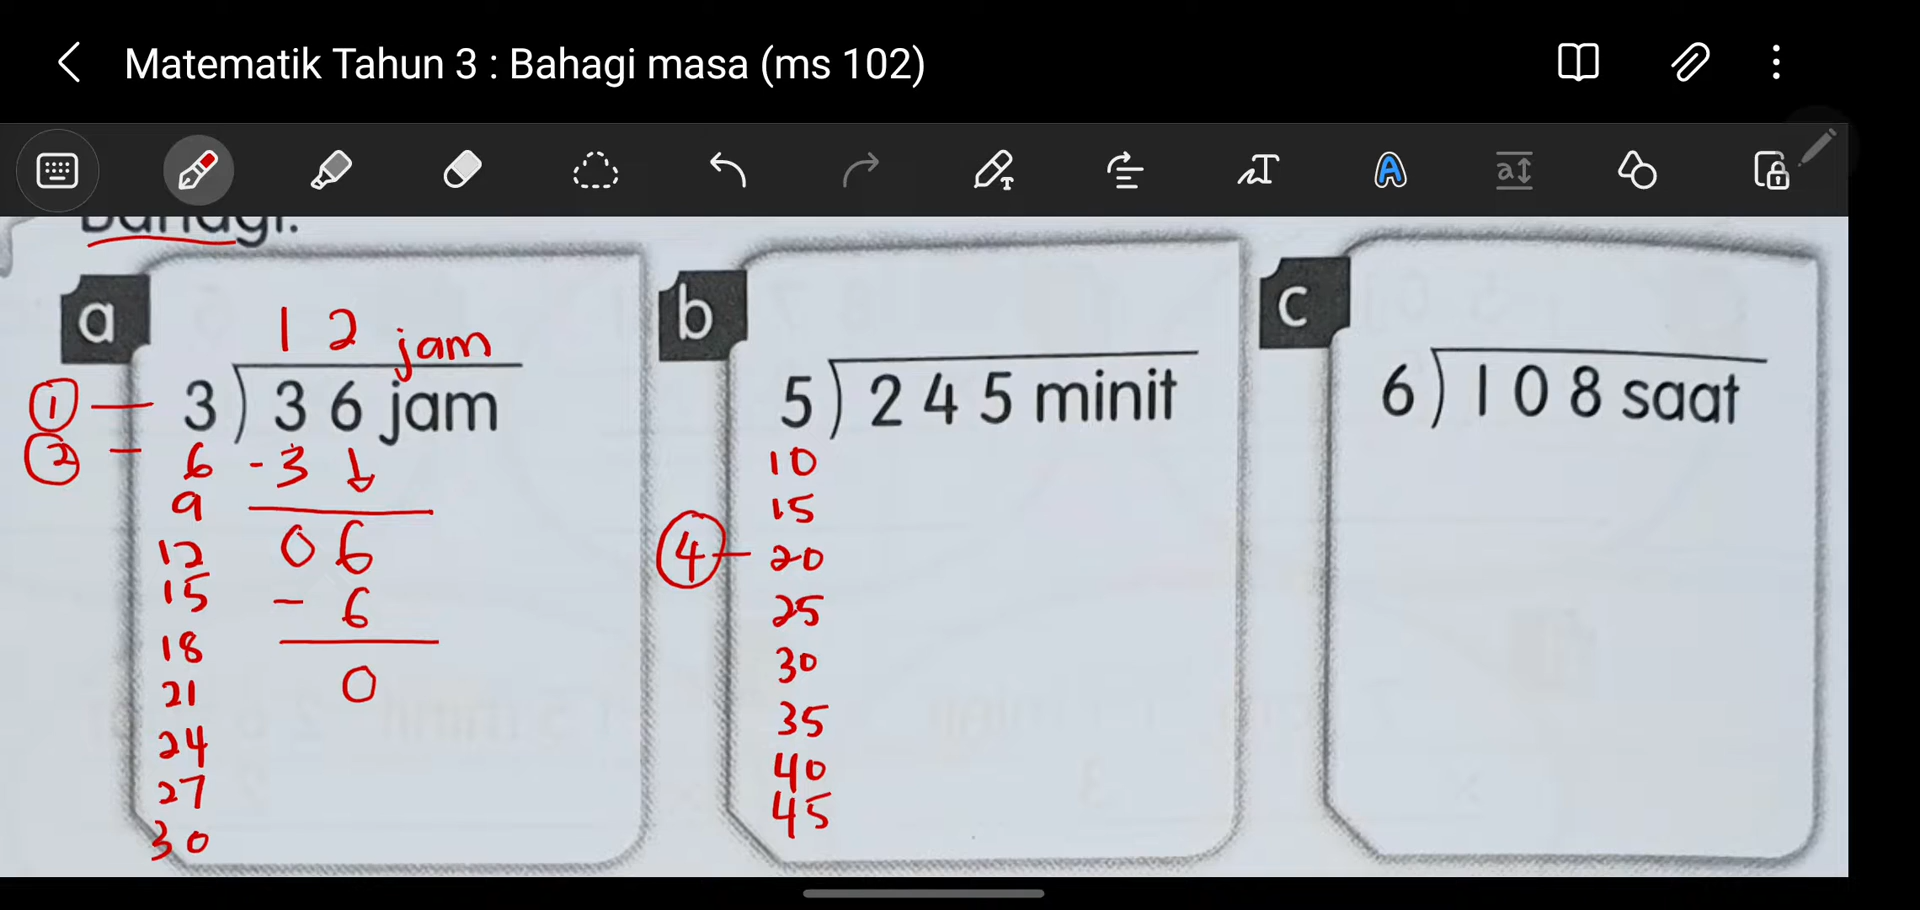 Matematik Tahun 3 : Bahagi masa (ms 102)
Bahagi.
a
1 2 jam
① 3 ) 3 6 jam
② 6 - 3
9
12 0 6
15 - 6
18
21 0
24
27
30
b
5 ) 2 4 5 minit
10
15
④ 20
25
30
35
40
45
c
6 ) 1 0 8 saat